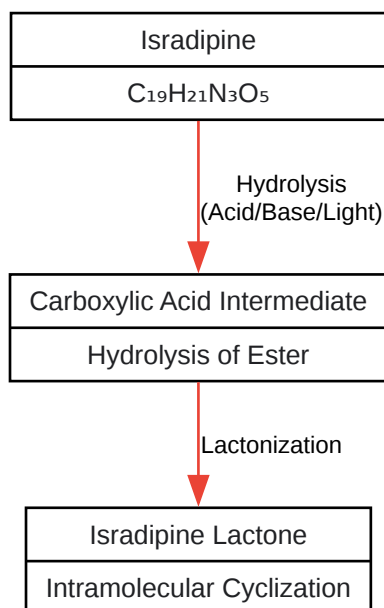 Isradipine
C₁₉H₂₁N₃O₅
Hydrolysis
(Acid/Base/Light)
Carboxylic Acid Intermediate
Hydrolysis of Ester
Lactonization
Isradipine Lactone
Intramolecular Cyclization